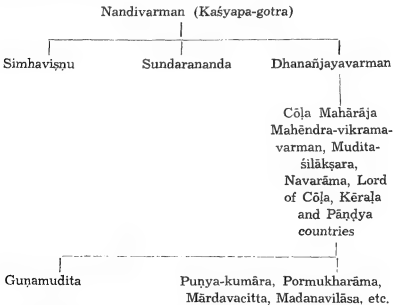 Nandivarman (Kaśyapa-gotra)
Simhaviṣṇu Sundarananda Dhanañjayavarman
Cōḷa Mahārāja
Mahēndra-vikrama-
varman, Mudita-
śilākṣara,
Navarāma, Lord
of Cōḷa, Kēraḷa
and Pāṇḍya
countries
Guṇamudita Puṇya-kumāra, Pormukharāma,
Mārdavacitta, Madanavilāsa, etc.